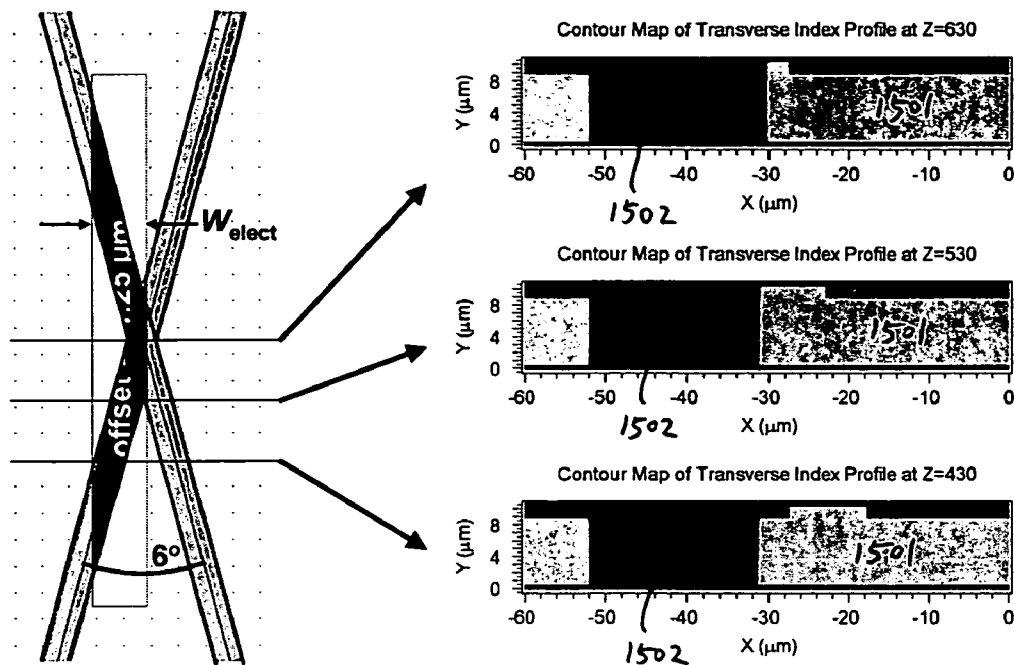 W elect
offset
.25 μm
6°
Contour Map of Transverse Index Profile at Z=630
Y (μm)
8
4
0
1501
-60 -50 -40 -30 -20 -10 0
1502
X (μm)
Contour Map of Transverse Index Profile at Z=530
Y (μm)
8
4
0
1501
-60 -50 -40 -30 -20 -10 0
1502
X (μm)
Contour Map of Transverse Index Profile at Z=430
Y (μm)
8
4
0
1501
-60 -50 -40 -30 -20 -10 0
1502
X (μm)